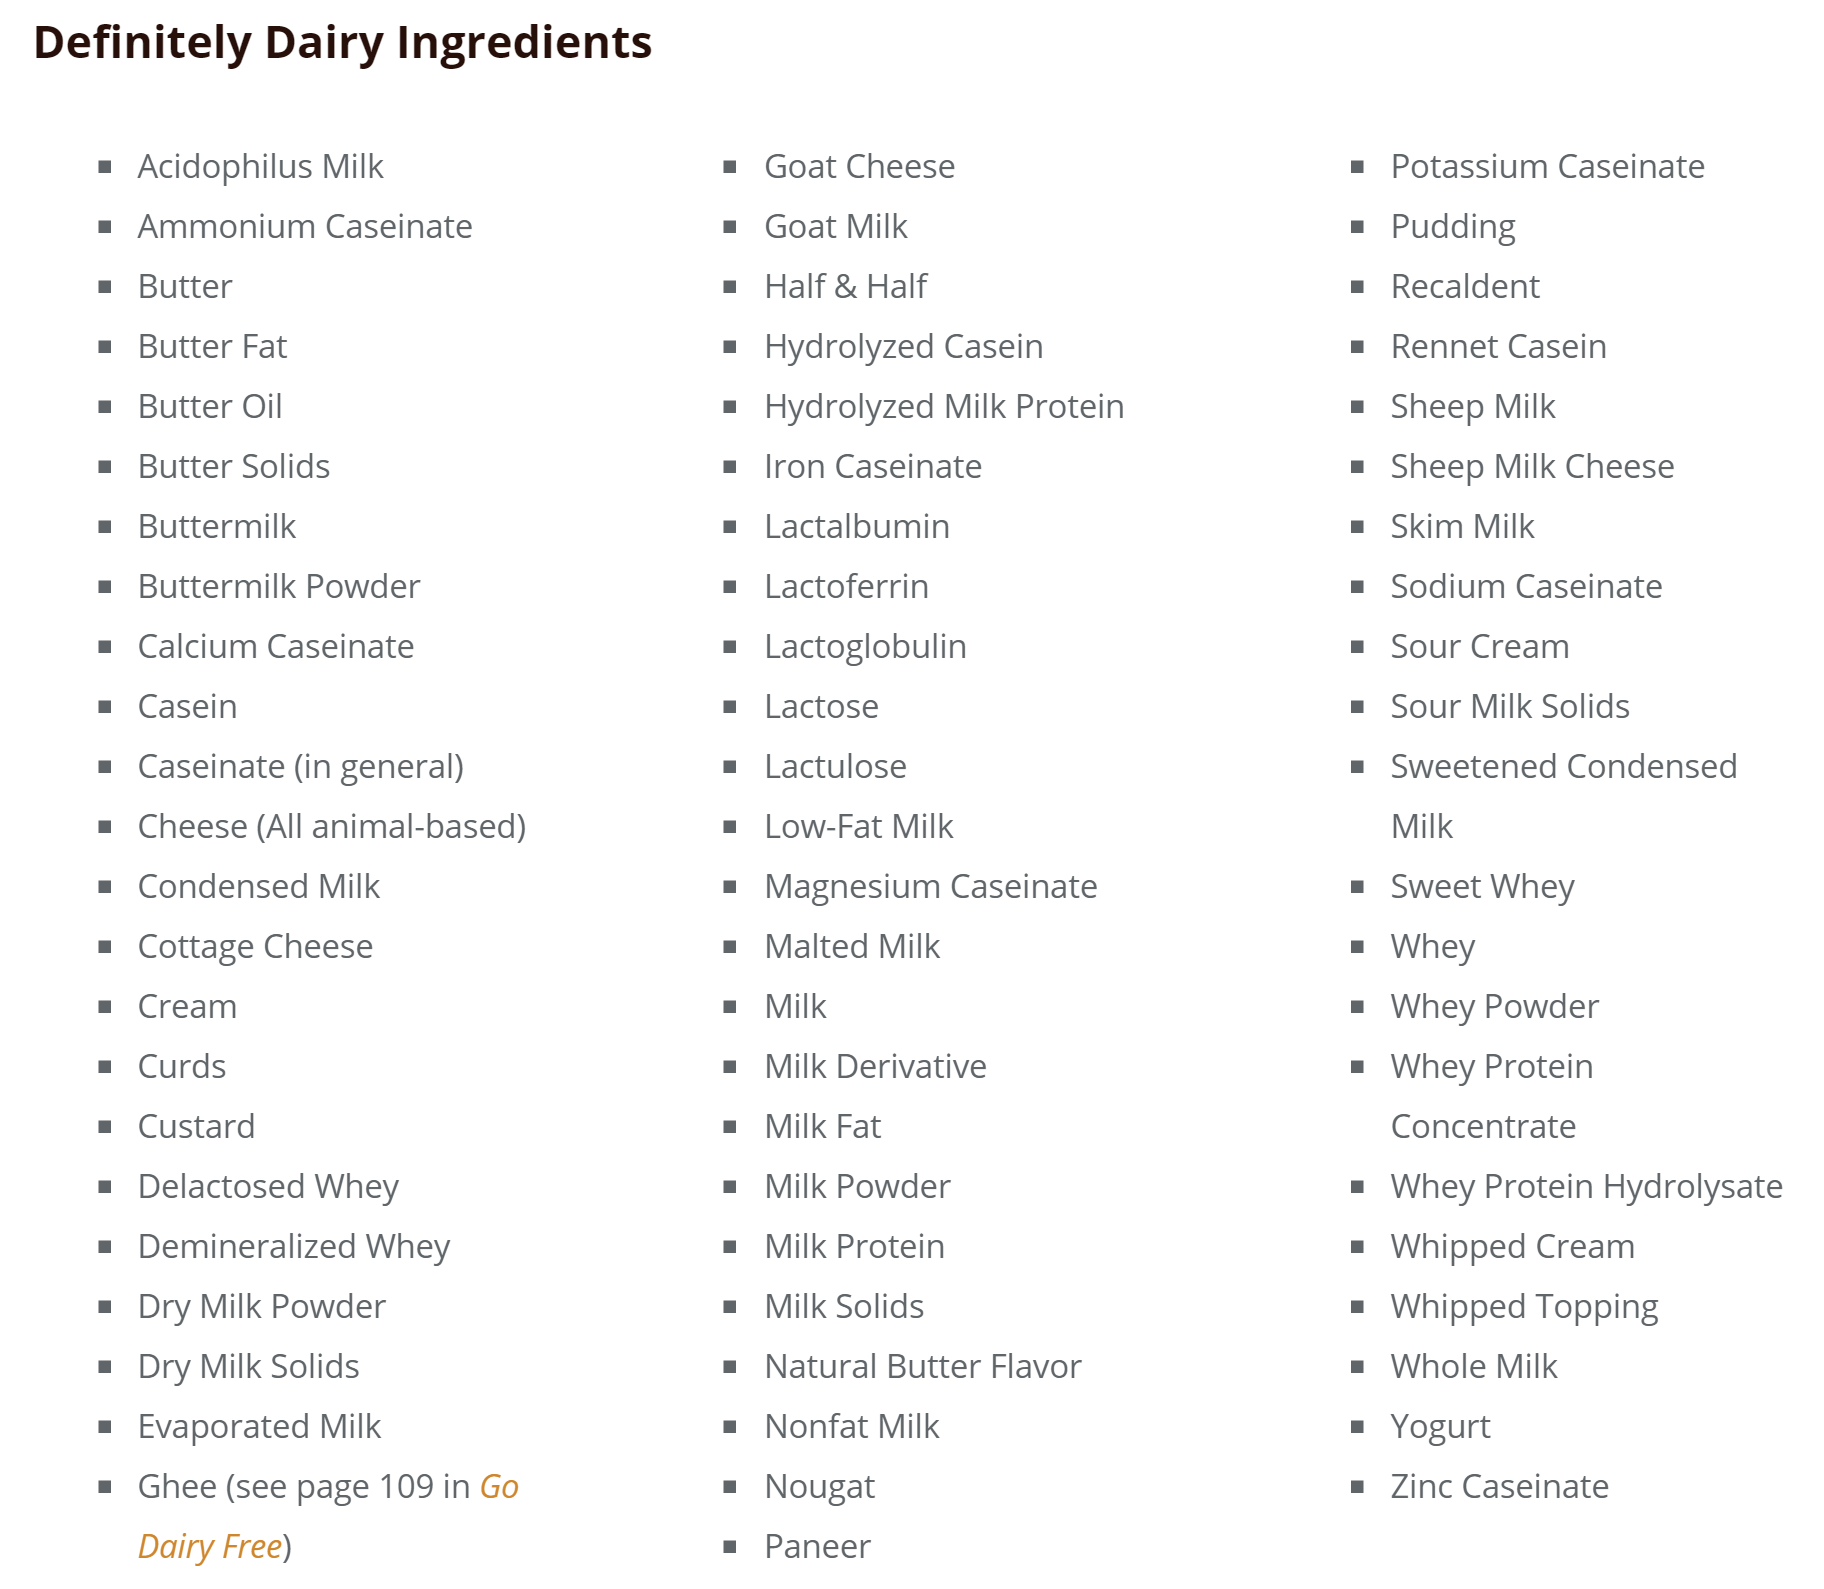 Definitely Dairy Ingredients
Acidophilus Milk
Ammonium Caseinate
Butter
Butter Fat
Butter Oil
Butter Solids
Buttermilk
Buttermilk Powder
Calcium Caseinate
Casein
Caseinate (in general)
Cheese (All animal-based)
Condensed Milk
Cottage Cheese
Cream
Curds
Custard
Delactosed Whey
Demineralized Whey
Dry Milk Powder
Dry Milk Solids
Evaporated Milk
Ghee (see page 109 in Go
Dairy Free)
Goat Cheese
Goat Milk
Half & Half
Hydrolyzed Casein
Hydrolyzed Milk Protein
Iron Caseinate
Lactalbumin
Lactoferrin
Lactoglobulin
Lactose
Lactulose
Low-Fat Milk
Magnesium Caseinate
Malted Milk
Milk
Milk Derivative
Milk Fat
Milk Powder
Milk Protein
Milk Solids
Natural Butter Flavor
Nonfat Milk
Nougat
Paneer
Potassium Caseinate
Pudding
Recaldent
Rennet Casein
Sheep Milk
Sheep Milk Cheese
Skim Milk
Sodium Caseinate
Sour Cream
Sour Milk Solids
Sweetened Condensed
Milk
Sweet Whey
Whey
Whey Powder
Whey Protein
Concentrate
Whey Protein Hydrolysate
Whipped Cream
Whipped Topping
Whole Milk
Yogurt
Zinc Caseinate